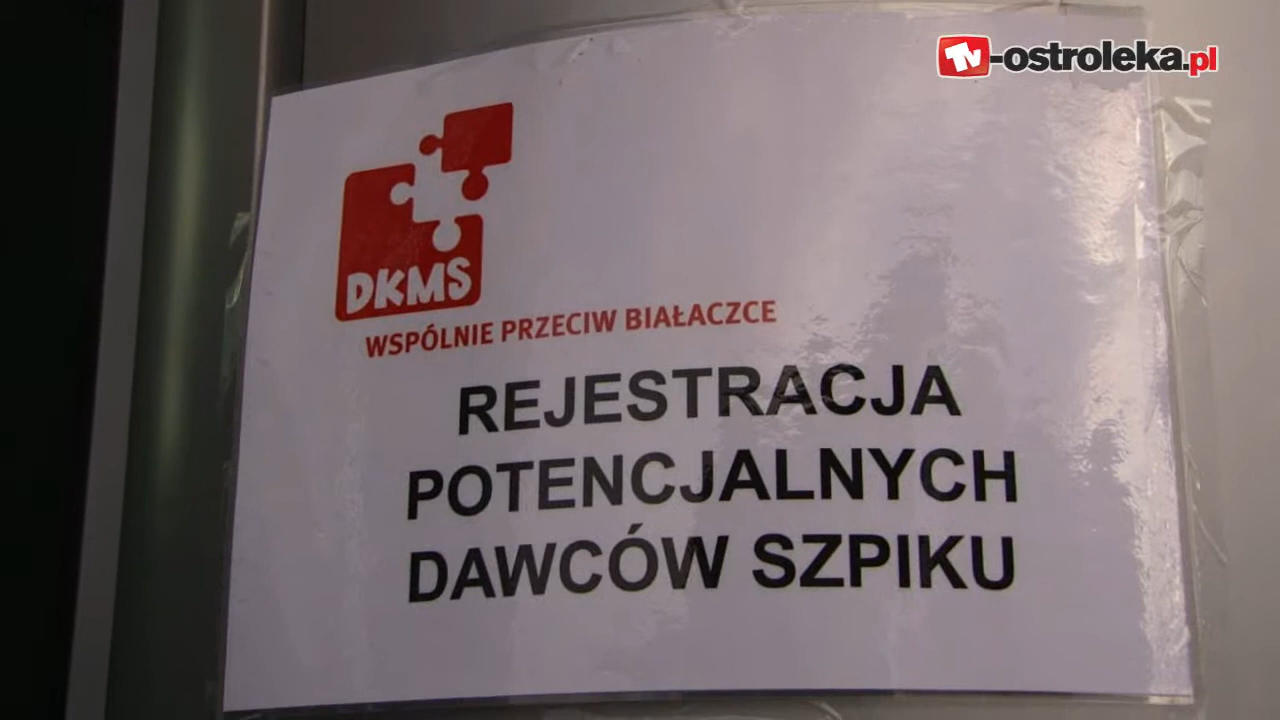 TV-ostroleka.pl
DKMS
WSPÓLNIE PRZECIW BIAŁACZCE
REJESTRACJA
POTENCJALNYCH
DAWCÓW SZPIKU